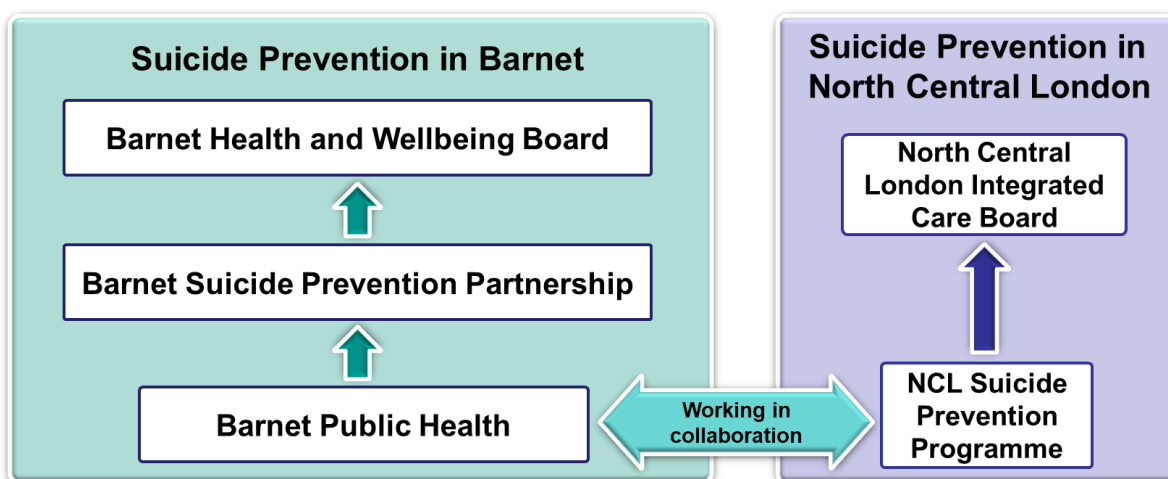 Suicide Prevention in Barnet
Barnet Health and Wellbeing Board
Barnet Suicide Prevention Partnership
Barnet Public Health
Working in
collaboration
Suicide Prevention in
North Central London
North Central
London Integrated
Care Board
NCL Suicide
Prevention
Programme